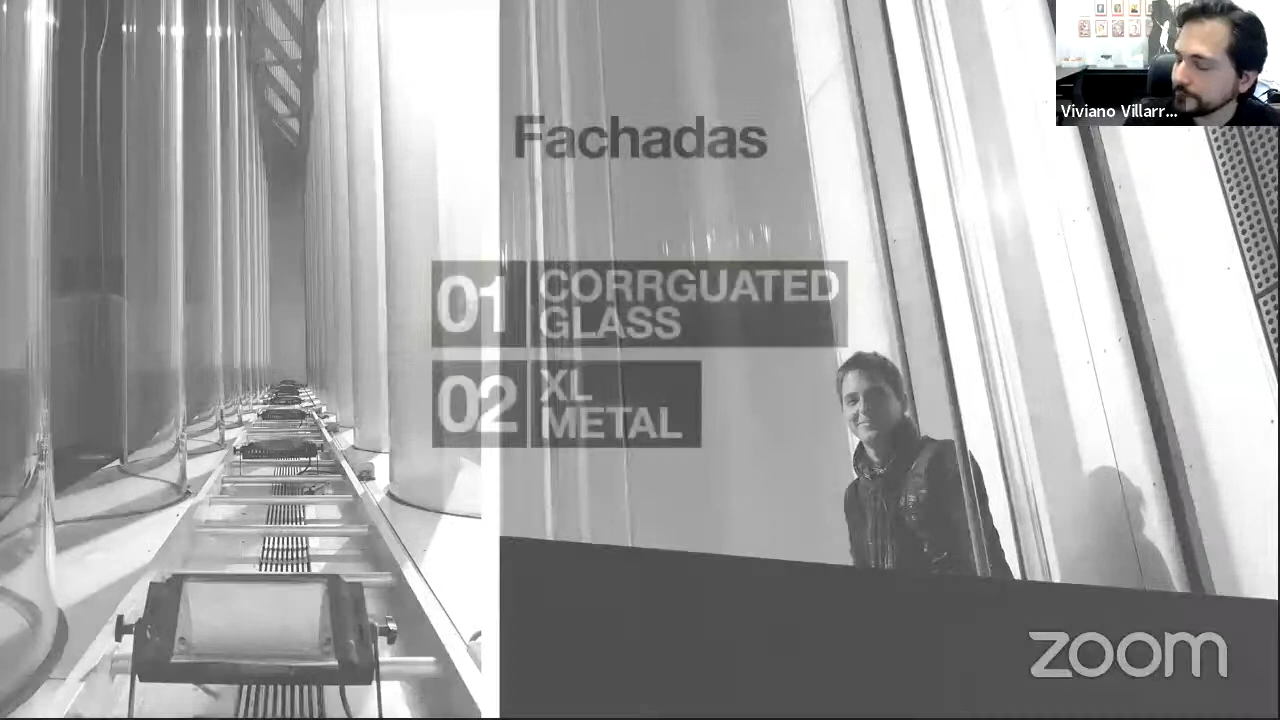 Viviano Villarr...
Fachadas
01 CORRGUATED
GLASS
02 XL
METAL
zoom